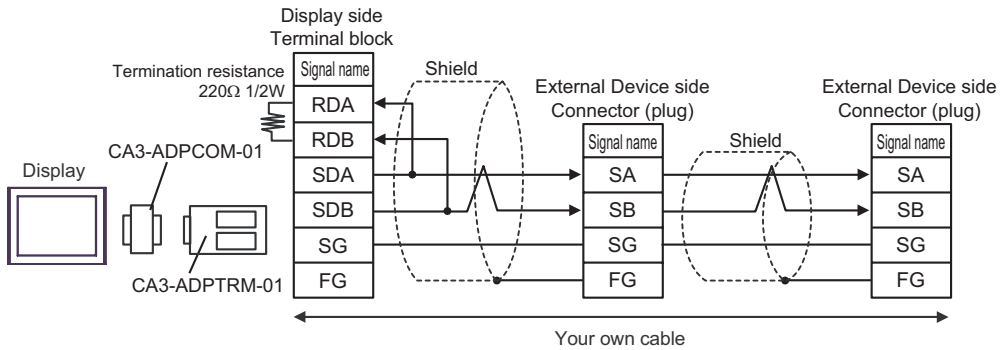 Display side
Terminal block
Termination resistance
220Ω 1/2W
CA3-ADPCOM-01
Display
CA3-ADPTRM-01
Signal name
RDA
RDB
SDA
SDB
SG
FG
Shield
External Device side
Connector (plug)
Signal name
SA
SB
SG
FG
Shield
External Device side
Connector (plug)
Signal name
SA
SB
SG
FG
Your own cable